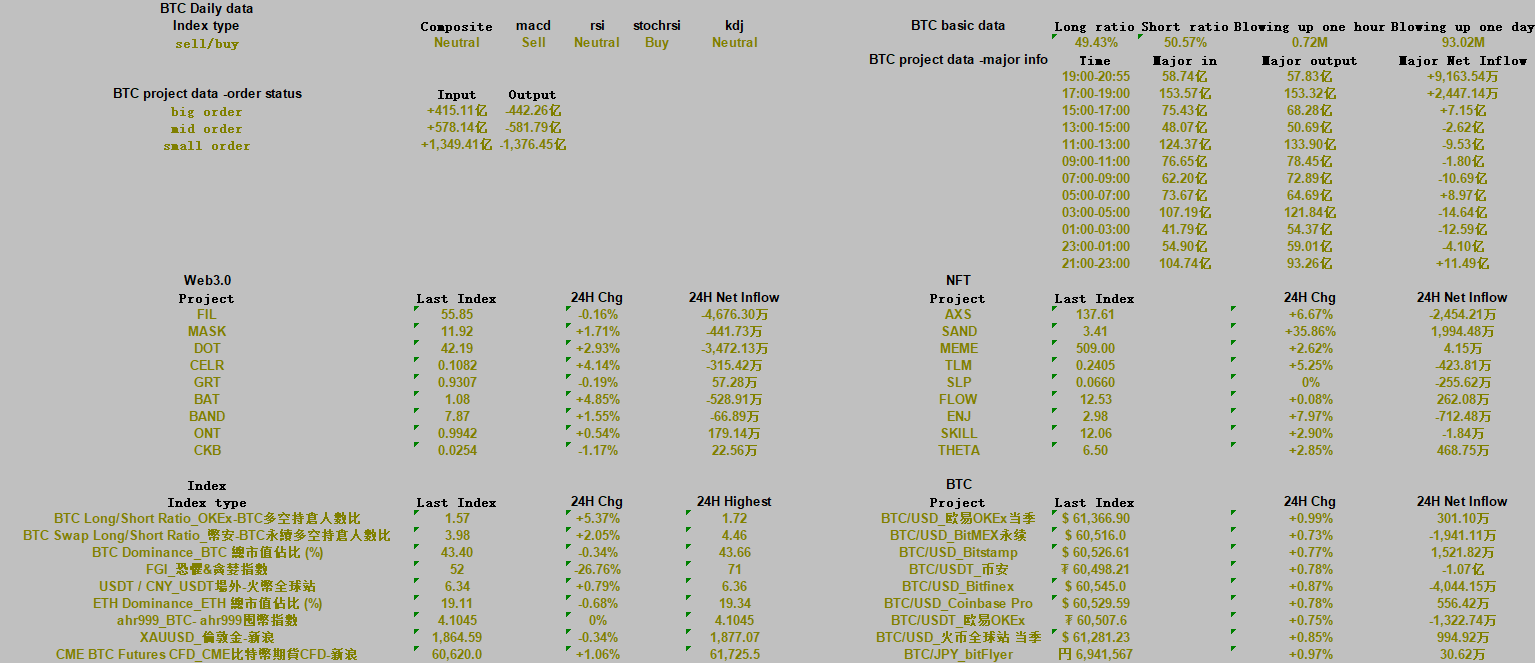 BTC Daily data
Index type Composite macd rsi stochrsi kdj
sell/buy Neutral Sell Neutral Buy Neutral
BTC project data -order status Input Output
big order +415.11亿 -442.26亿
mid order +578.14亿 -581.79亿
small order +1,349.41亿 -1,376.45亿
BTC basic data Long ratio Short ratio Blowing up one hour Blowing up one day
49.43% 50.57% 0.72M 93.02M
BTC project data -major info Time Major in Major output Major Net Inflow
19:00-20:55 58.74亿 57.83亿 +9,163.54万
17:00-19:00 153.57亿 153.32亿 +2,447.14万
15:00-17:00 75.43亿 68.28亿 +7.15亿
13:00-15:00 48.07亿 50.69亿 -2.62亿
11:00-13:00 124.37亿 133.90亿 -9.53亿
09:00-11:00 76.65亿 78.45亿 -1.80亿
07:00-09:00 62.20亿 72.89亿 -10.69亿
05:00-07:00 73.67亿 64.69亿 +8.97亿
03:00-05:00 107.19亿 121.84亿 -14.64亿
01:00-03:00 41.79亿 54.37亿 -12.59亿
23:00-01:00 54.90亿 59.01亿 -4.10亿
21:00-23:00 104.74亿 93.26亿 +11.49亿
Web3.0
Project Last Index 24H Chg 24H Net Inflow
FIL 55.85 -0.16% -4,676.30万
MASK 11.92 +1.71% -441.73万
DOT 42.19 +2.93% -3,472.13万
CELR 0.1082 +4.14% -315.42万
GRT 0.9307 -0.19% 57.28万
BAT 1.08 +4.85% -528.91万
BAND 7.87 +1.55% -66.89万
ONT 0.9942 +0.54% 179.14万
CKB 0.0254 -1.17% 22.56万
NFT
Project Last Index 24H Chg 24H Net Inflow
AXS 137.61 +6.67% -2,454.21万
SAND 3.41 +35.86% 1,994.48万
MEME 509.00 +2.62% 4.15万
TLM 0.2405 +5.25% -423.81万
SLP 0.0660 0% -255.62万
FLOW 12.53 +0.08% 262.08万
ENJ 2.98 +7.97% -712.48万
SKILL 12.06 +2.90% -1.84万
THETA 6.50 +2.85% 468.75万
Index
Index type Last Index 24H Chg 24H Highest
BTC Long/Short Ratio_OKEx-BTC多空持倉人數比 1.57 +5.37% 1.72
BTC Swap Long/Short Ratio_幣安-BTC永續多空持倉人數比 3.98 +2.05% 4.46
BTC Dominance_BTC 總市值佔比 (%) 43.40 -0.34% 43.66
FGI_恐懼&貪婪指數 52 -26.76% 71
USDT / CNY_USDT場外-火幣全球站 6.34 +0.79% 6.36
ETH Dominance_ETH 總市值佔比 (%) 19.11 -0.68% 19.34
ahr999_BTC- ahr999囤幣指數 4.1045 0% 4.1045
XAUUSD_倫敦金-新浪 1,864.59 -0.34% 1,877.07
CME BTC Futures CFD_CME比特幣期貨CFD-新浪 60,620.0 +1.06% 61,725.5
BTC
Project Last Index 24H Chg 24H Net Inflow
BTC/USD_欧易OKEx当季 $ 61,366.90 +0.99% 301.10万
BTC/USD_BitMEX永续 $ 60,516.0 +0.73% -1,941.11万
BTC/USD_Bitstamp $ 60,526.61 +0.77% 1,521.82万
BTC/USDT_币安 ₮ 60,498.21 +0.78% -1.07亿
BTC/USD_Bitfinex $ 60,545.0 +0.87% -4,044.15万
BTC/USD_Coinbase Pro $ 60,529.59 +0.78% 556.42万
BTC/USDT_欧易OKEx ₮ 60,507.6 +0.75% -1,322.74万
BTC/USD_火币全球站 当季 $ 61,281.23 +0.85% 994.92万
BTC/JPY_bitFlyer 円 6,941,567 +0.97% 30.62万